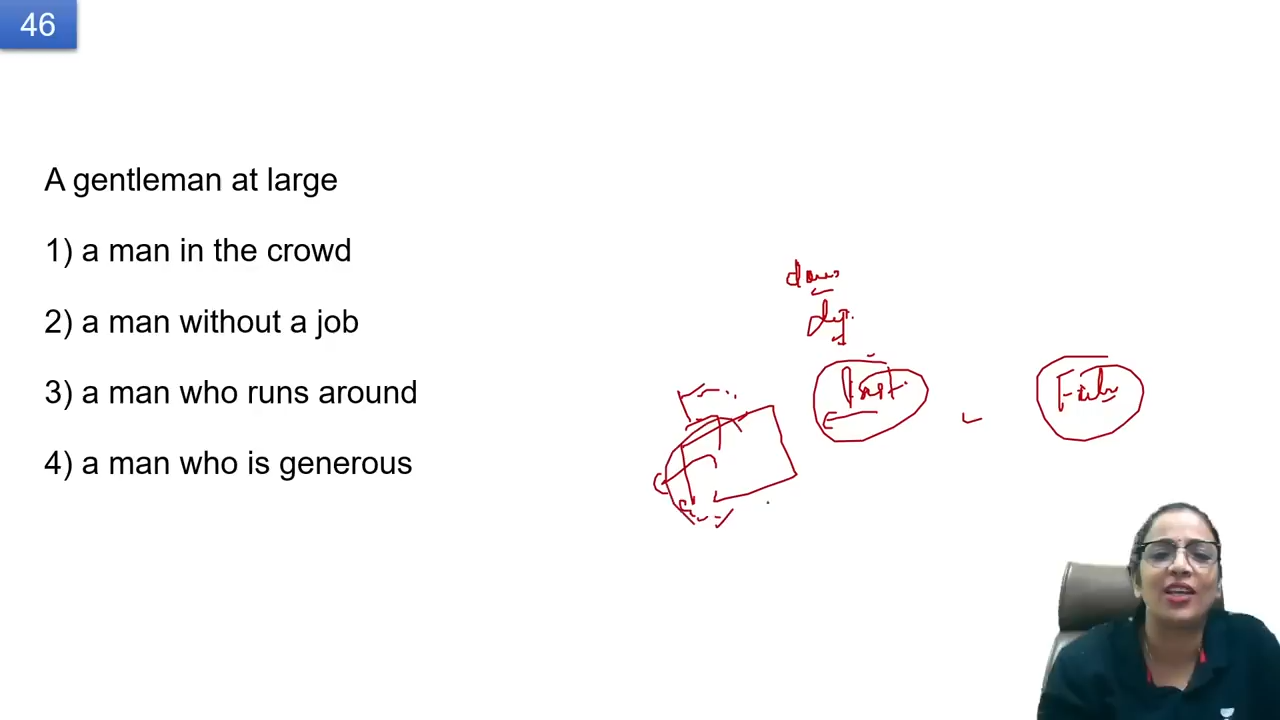 46
A gentleman at large
1) a man in the crowd
2) a man without a job
3) a man who runs around
4) a man who is generous